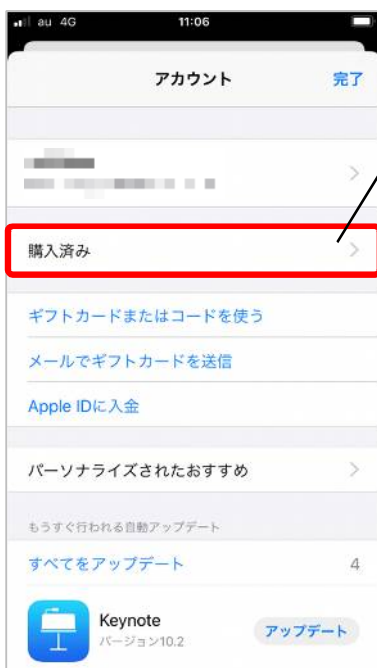 au 4G 11:06
アカウント 完了
購入済み
ギフトカードまたはコードを使う
メールでギフトカードを送信
Apple IDに入金
パーソナライズされたおすすめ
もうすぐ行われる自動アップデート
すべてをアップデート 4
Keynote
バージョン10.2
アップデート